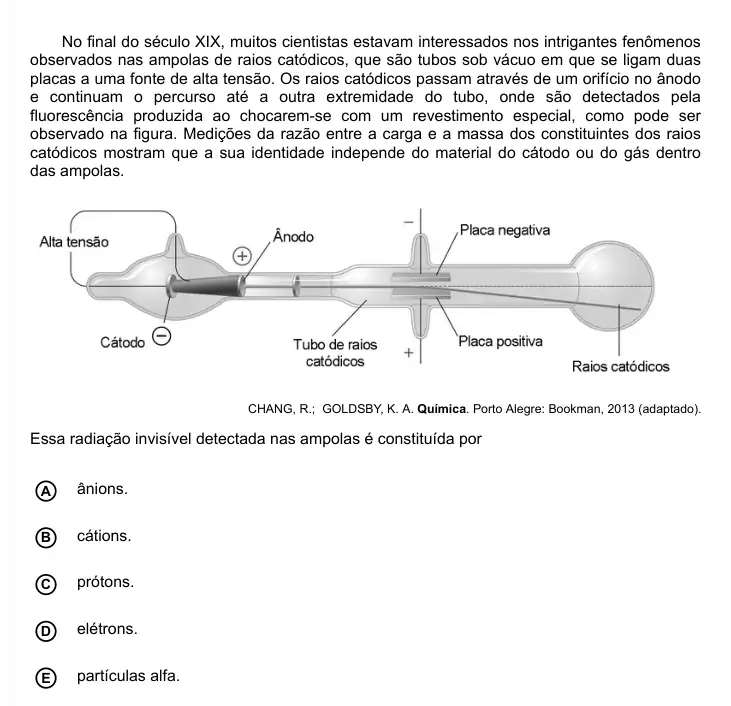 No final do século XIX, muitos cientistas estavam interessados nos intrigantes fenômenos
observados nas ampolas de raios catódicos, que são tubos sob vácuo em que se ligam duas
placas a uma fonte de alta tensão. Os raios catódicos passam através de um orifício no ânodo
e continuam o percurso até a outra extremidade do tubo, onde são detectados pela
fluorescência produzida ao chocarem-se com um revestimento especial, como pode ser
observado na figura. Medições da razão entre a carga e a massa dos constituintes dos raios
catódicos mostram que a sua identidade independe do material do cátodo ou do gás dentro
das ampolas.
Alta tensão
Ânodo
+
−
Placa negativa
Cátodo −
Tubo de raios
catódicos
+
Placa positiva
Raios catódicos
CHANG, R.; GOLDSBY, K. A. Química. Porto Alegre: Bookman, 2013 (adaptado).
Essa radiação invisível detectada nas ampolas é constituída por
A ânions.
B cátions.
C prótons.
D elétrons.
E partículas alfa.